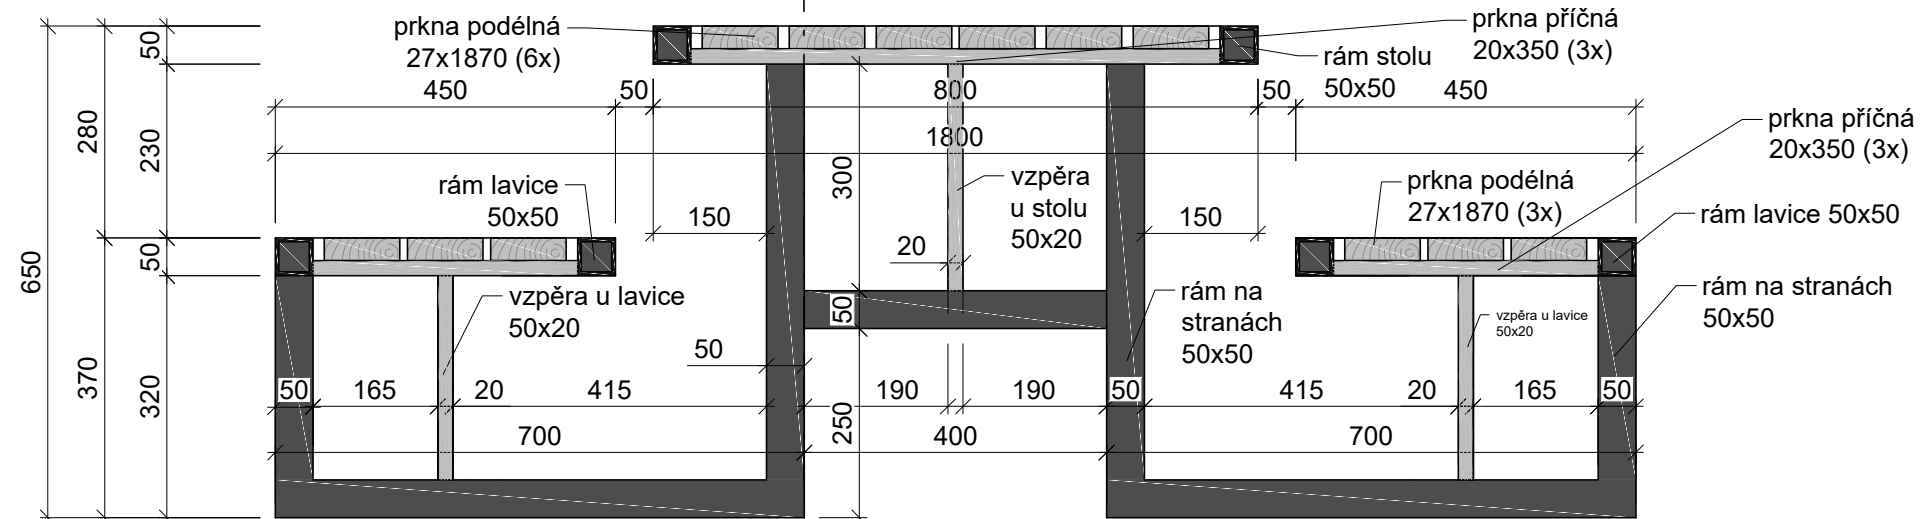 prkna podélná
27x1870 (6x)
prkna příčná
20x350 (3x)
rám stolu
50x50
450
50
800
50
450
1800
prkna příčná
20x350 (3x)
rám lavice
50x50
150
300
vzpěra
u stolu
50x20
150
prkna podélná
27x1870 (3x)
rám lavice 50x50
20
vzpěra u lavice
50x20
50
rám na
stranách
50x50
vzpěra u lavice
50x20
rám na stranách
50x50
50
50
165
20
415
190
190
50
415
20
165
50
700
250
400
700
650
280
370
50
230
50
320